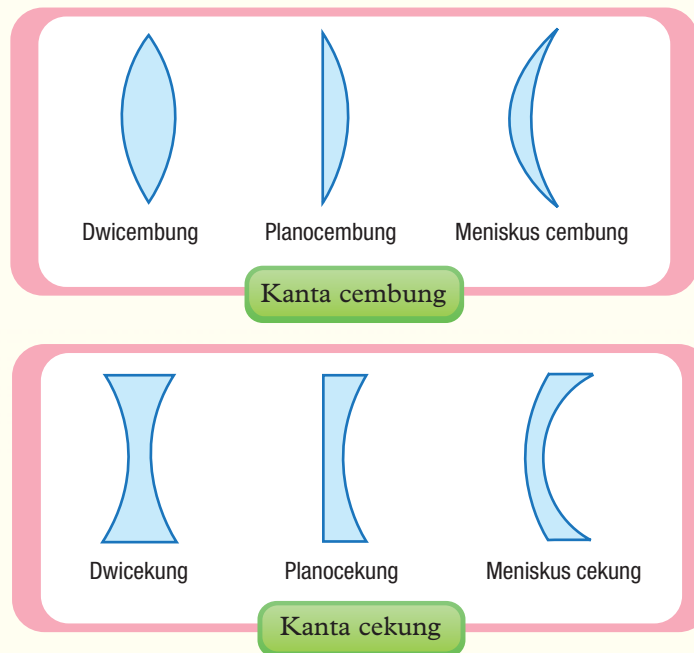 Dwicembung
Planocembung
Meniskus cembung
Kanta cembung
Dwicekung
Planocekung
Meniskus cekung
Kanta cekung